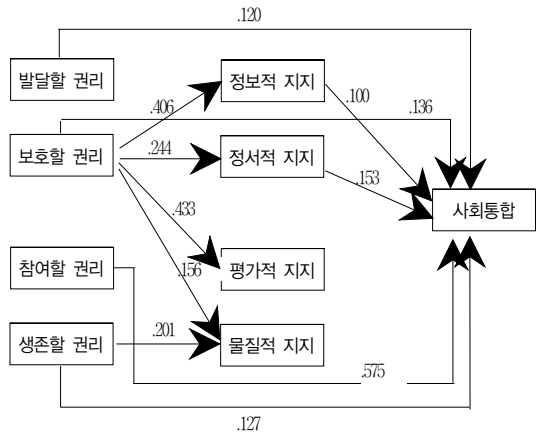 .120
발달할 권리
정보적 지지
.406
.100
.136
보호할 권리
.244
정서적 지지
.153
사회통합
.433
참여할 권리
.156
평가적 지지
생존할 권리
.201
물질적 지지
.575
.127